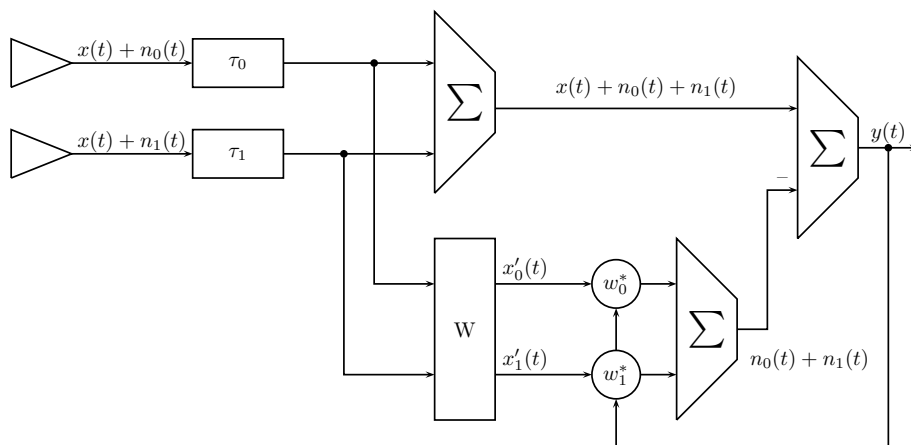 x(t) + n₀(t)
τ₀
x(t) + n₁(t)
τ₁
∑
x(t) + n₀(t) + n₁(t)
∑
y(t)
−
W
x′₀(t)
w₀*
x′₁(t)
w₁*
∑
n₀(t) + n₁(t)